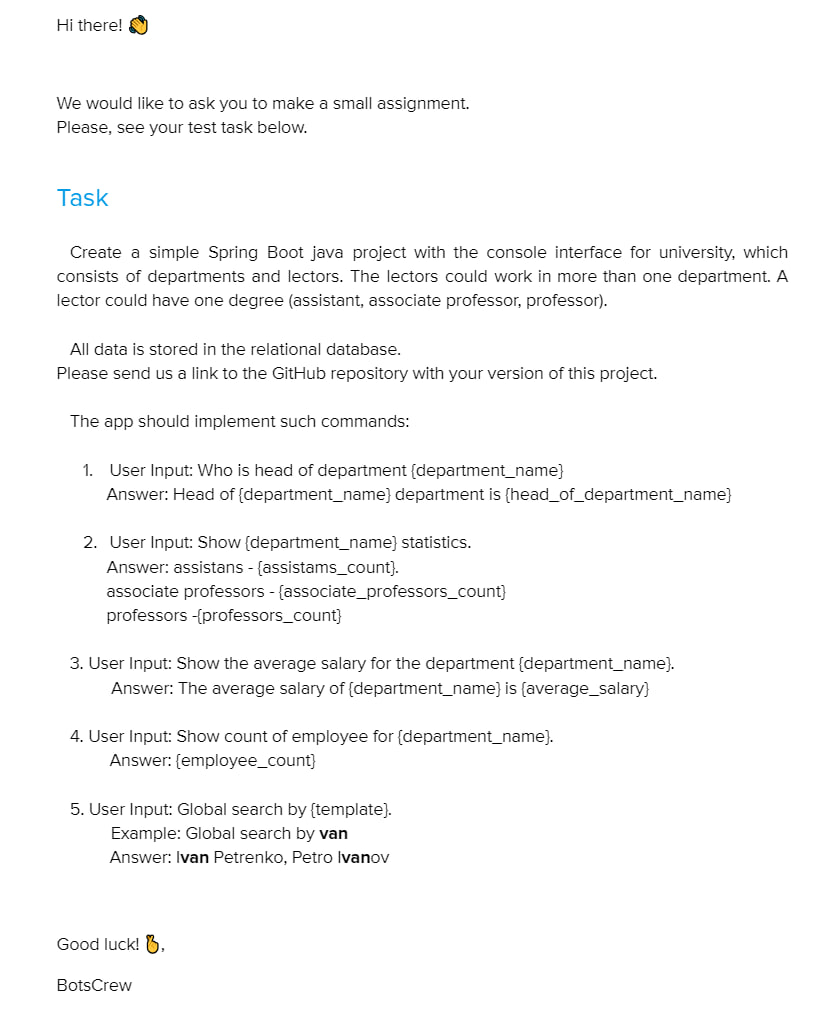 Hi there! 👋
We would like to ask you to make a small assignment.
Please, see your test task below.
Task
Create a simple Spring Boot java project with the console interface for university, which
consists of departments and lectors. The lectors could work in more than one department. A
lector could have one degree (assistant, associate professor, professor).
All data is stored in the relational database.
Please send us a link to the GitHub repository with your version of this project.
The app should implement such commands:
1. User Input: Who is head of department {department_name}
Answer: Head of {department_name} department is {head_of_department_name}
2. User Input: Show {department_name} statistics.
Answer: assistans - {assistams_count}.
associate professors - {associate_professors_count}
professors -{professors_count}
3. User Input: Show the average salary for the department {department_name}.
Answer: The average salary of {department_name} is {average_salary}
4. User Input: Show count of employee for {department_name}.
Answer: {employee_count}
5. User Input: Global search by {template}.
Example: Global search by van
Answer: Ivan Petrenko, Petro Ivanov
Good luck! 🫰,
BotsCrew